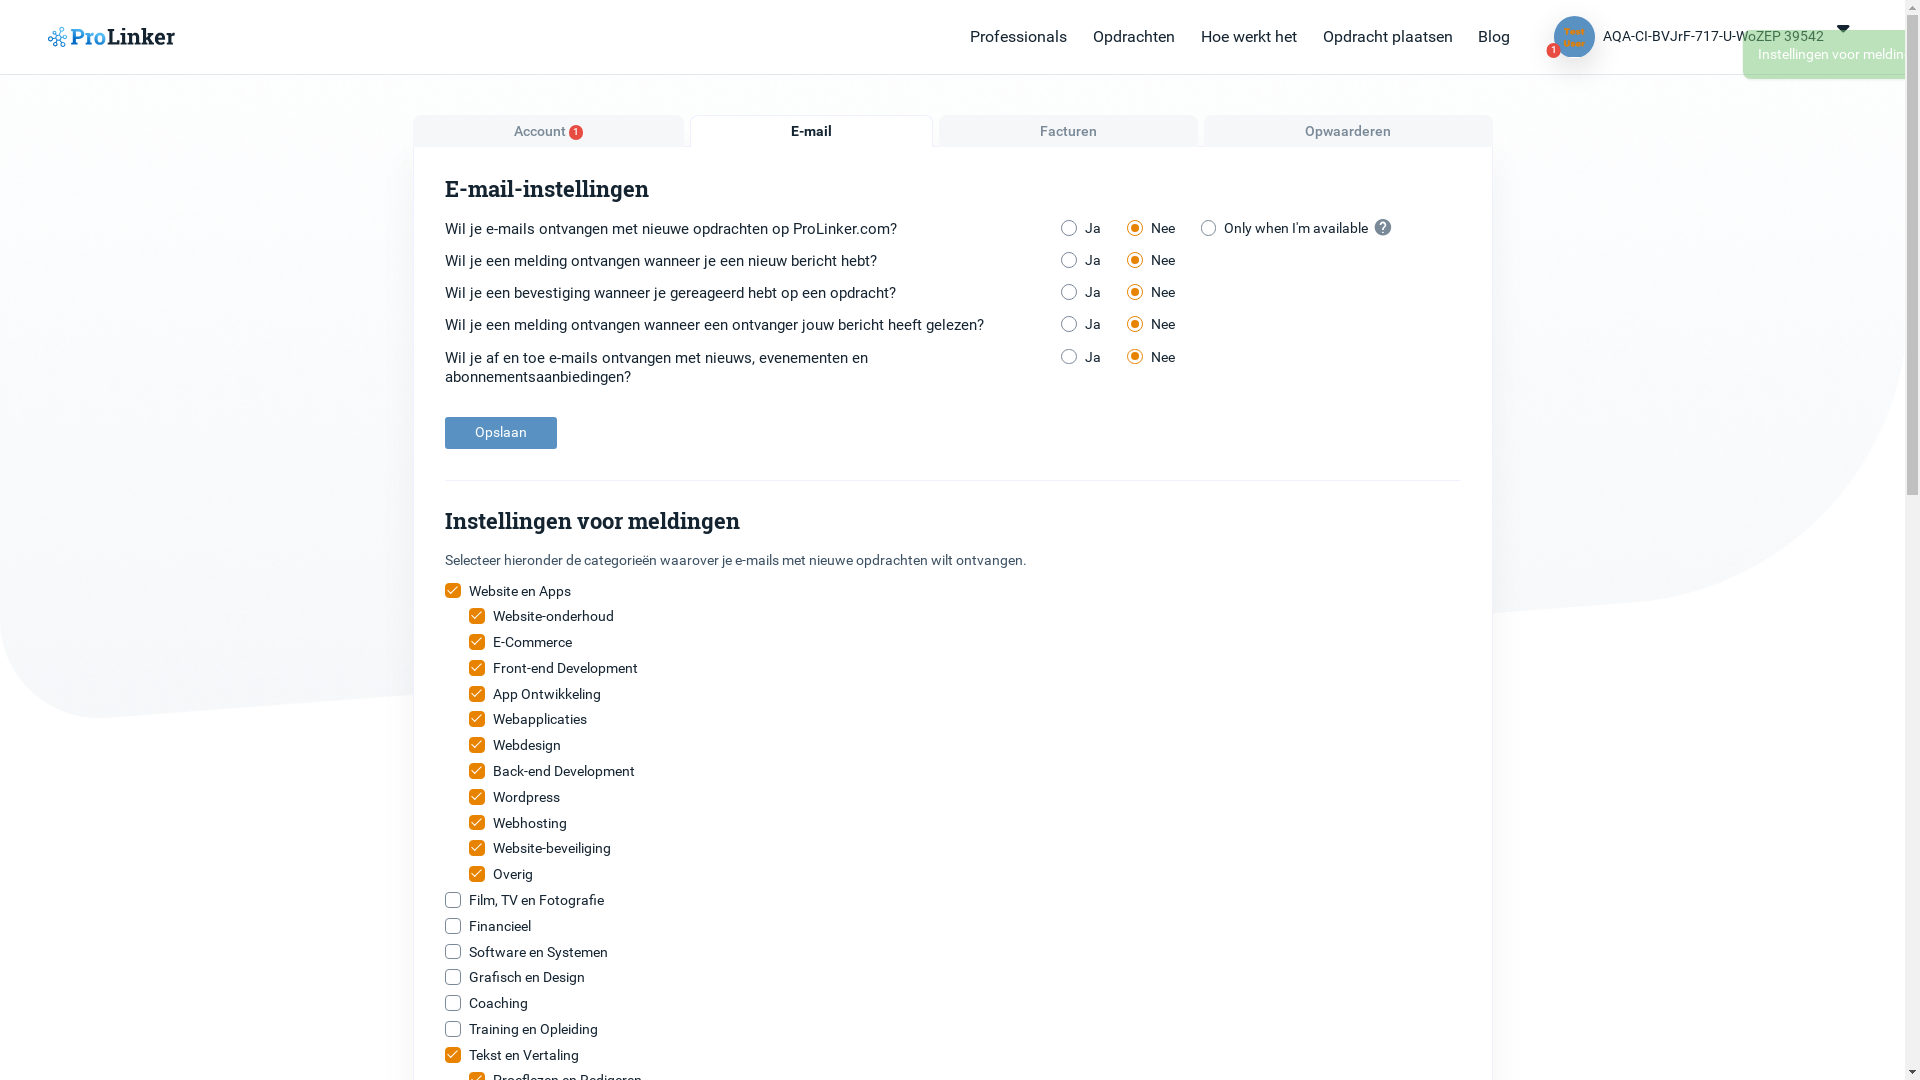 ProLinker
Professionals
Opdrachten
Hoe werkt het
Opdracht plaatsen
Blog
Test
User
1
AQA-CI-BVJrF-717-U-WoZEP 39542
Instellingen voor
Account 1
E-mail
Facturen
Opwaarderen
E-mail-instellingen
Wil je e-mails ontvangen met nieuwe opdrachten op ProLinker.com?
Ja
Nee
Only when I'm available
?
Wil je een melding ontvangen wanneer je een nieuw bericht hebt?
Ja
Nee
Wil je een bevestiging wanneer je gereageerd hebt op een opdracht?
Ja
Nee
Wil je een melding ontvangen wanneer een ontvanger jouw bericht heeft gelezen?
Ja
Nee
Wil je af en toe e-mails ontvangen met nieuws, evenementen en
abonnementsaanbiedingen?
Ja
Nee
Opslaan
Instellingen voor meldingen
Selecteer hieronder de categorieën waarover je e-mails met nieuwe opdrachten wilt ontvangen.
Website en Apps
Website-onderhoud
E-Commerce
Front-end Development
App Ontwikkeling
Webapplicaties
Webdesign
Back-end Development
Wordpress
Webhosting
Website-beveiliging
Overig
Film, TV en Fotografie
Financieel
Software en Systemen
Grafisch en Design
Coaching
Training en Opleiding
Tekst en Vertaling
Proeflezen en Redigeren